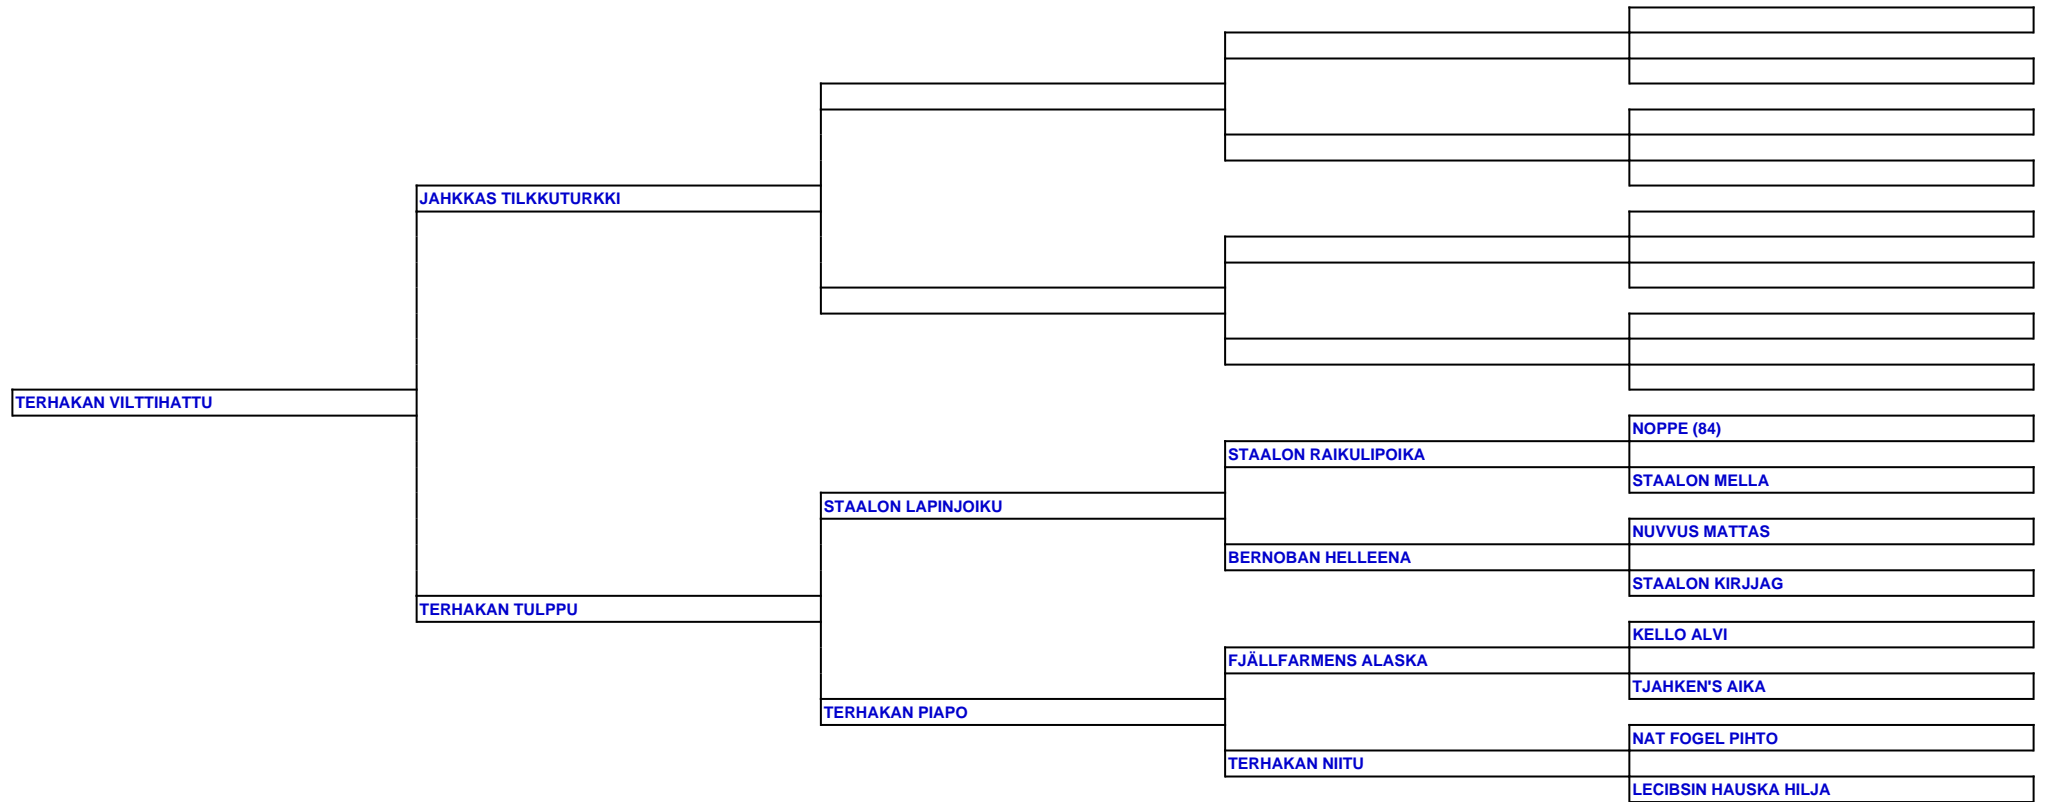 JAHKKAS TILKKUTURKKI
TERHAKAN VILTTIHATTU
NOPPE (84)
STAALON RAIKULIPOIKA
STAALON MELLA
STAALON LAPINJOIKU
NUVVUS MATTAS
BERNOBAN HELLEENA
STAALON KIRJJAG
TERHAKAN TULPPU
KELLO ALVI
FJÄLLFARMENS ALASKA
TJAHKEN'S AIKA
TERHAKAN PIAPO
NAT FOGEL PIHTO
TERHAKAN NIITU
LECIBSIN HAUSKA HILJA